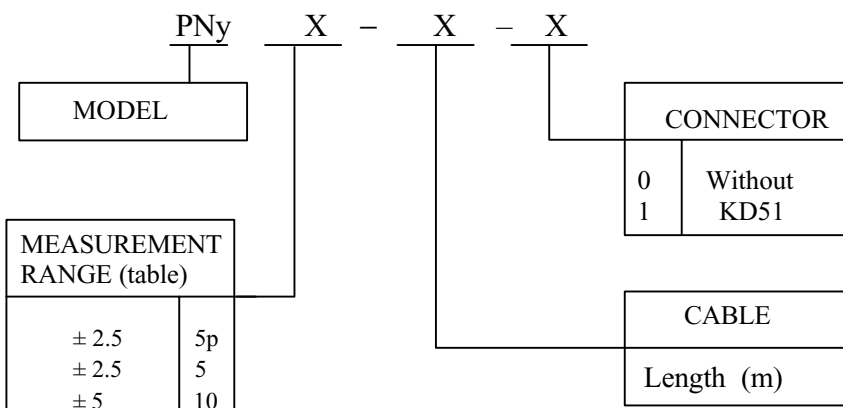 PNy X – X – X
MODEL
CONNECTOR
0 Without
1 KD51
MEASUREMENT
RANGE (table)
± 2.5 5p
± 2.5 5
± 5 10
CABLE
Length (m)